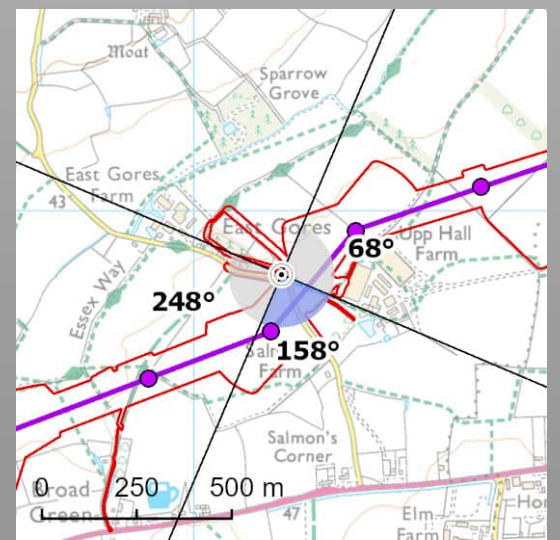 Moat
Sparrow
Grove
East Gores
Farm
43
East Gores
Upp Hall
Farm
68°
Essex Way
248°
158°
Farm
Salmon's
Corner
0 250 500 m
Broad
Green
47
Elm
Farm